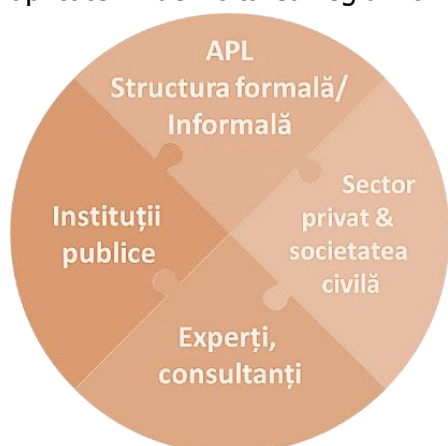 APL
Structura formală/
Informală
Sector
privat &
societatea
civilă
Instituții
publice
Experți,
consultanți